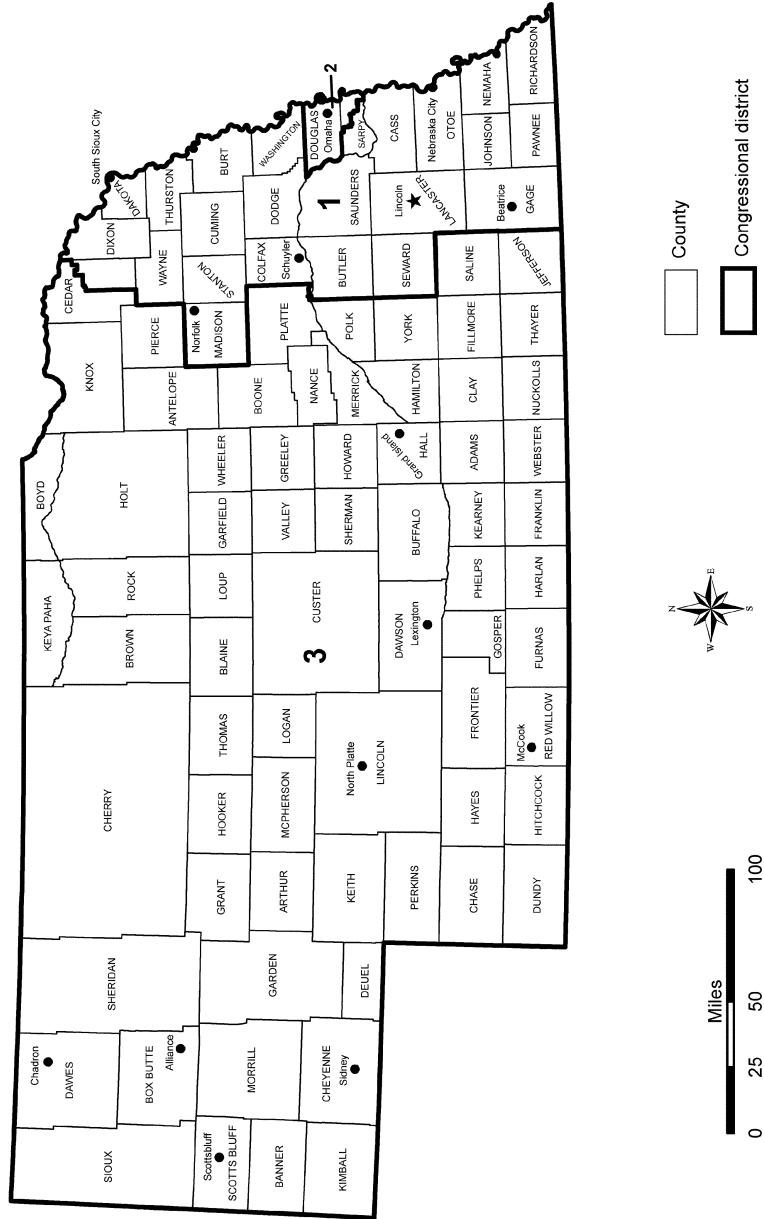 SIOUX
Chadron
DAWES
BOX BUTTE
Alliance
Scottsbluff
SCOTTS BLUFF
BANNER
KIMBALL
MORRILL
CHEYENNE
Sidney
SHERIDAN
GARDEN
DEUEL
CHERRY
GRANT
HOOKER
THOMAS
ARTHUR
MCPHERSON
LOGAN
KEITH
North Platte
LINCOLN
PERKINS
CHASE
HAYES
FRONTIER
DUNDY
HITCHCOCK
McCook
RED WILLOW
KEYA PAHA
BROWN
ROCK
BLAINE
LOUP
CUSTER
3
DAWSON
Lexington
GOSPER
PHELPS
FURNAS
HARLAN
BOYD
HOLT
GARFIELD
WHEELER
VALLEY
GREELEY
SHERMAN
HOWARD
BUFFALO
HALL
Grand Island
KEARNEY
ADAMS
FRANKLIN
WEBSTER
KNOX
CEDAR
ANTELOPE
PIERCE
BOONE
Norfolk
MADISON
NANCE
PLATTE
MERRICK
POLK
HAMILTON
YORK
CLAY
FILLMORE
NUCKOLLS
THAYER
DIXON
DAKOTA
South Sioux City
WAYNE
THURSTON
STANTON
CUMING
BURT
COLFAX
Schuyler
DODGE
WASHINGTON
BUTLER
1
SAUNDERS
DOUGLAS
Omaha
2
SARPY
SEWARD
Lincoln
LANCASTER
CASS
Nebraska City
OTOE
SALINE
JEFFERSON
Beatrice
GAGE
JOHNSON
NEMAHA
PAWNEE
RICHARDSON
N
W
E
S
Miles
0
25
50
100
County
Congressional district